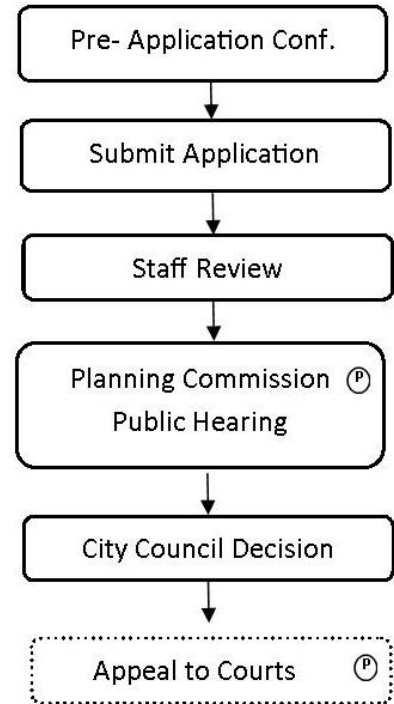 Pre- Application Conf.
Submit Application
Staff Review
Planning Commission Ⓟ
Public Hearing
City Council Decision
Appeal to Courts Ⓟ